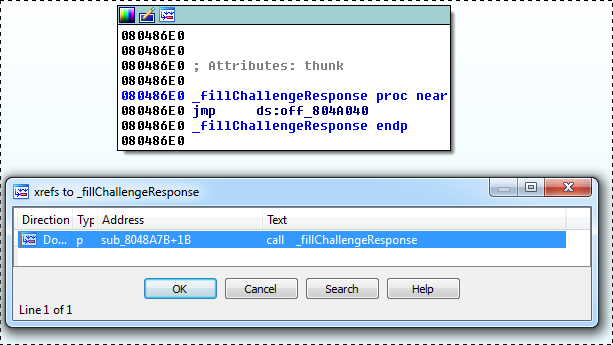 080486E0
080486E0
080486E0 ; Attributes: thunk
080486E0
080486E0 _fillChallengeResponse proc near
080486E0 jmp ds:off_804A040
080486E0 _fillChallengeResponse endp
080486E0
xrefs to _fillChallengeResponse
Direction Typ Address Text
Do... p sub_8048A7B+1B call _fillChallengeResponse
OK Cancel Search Help
Line 1 of 1